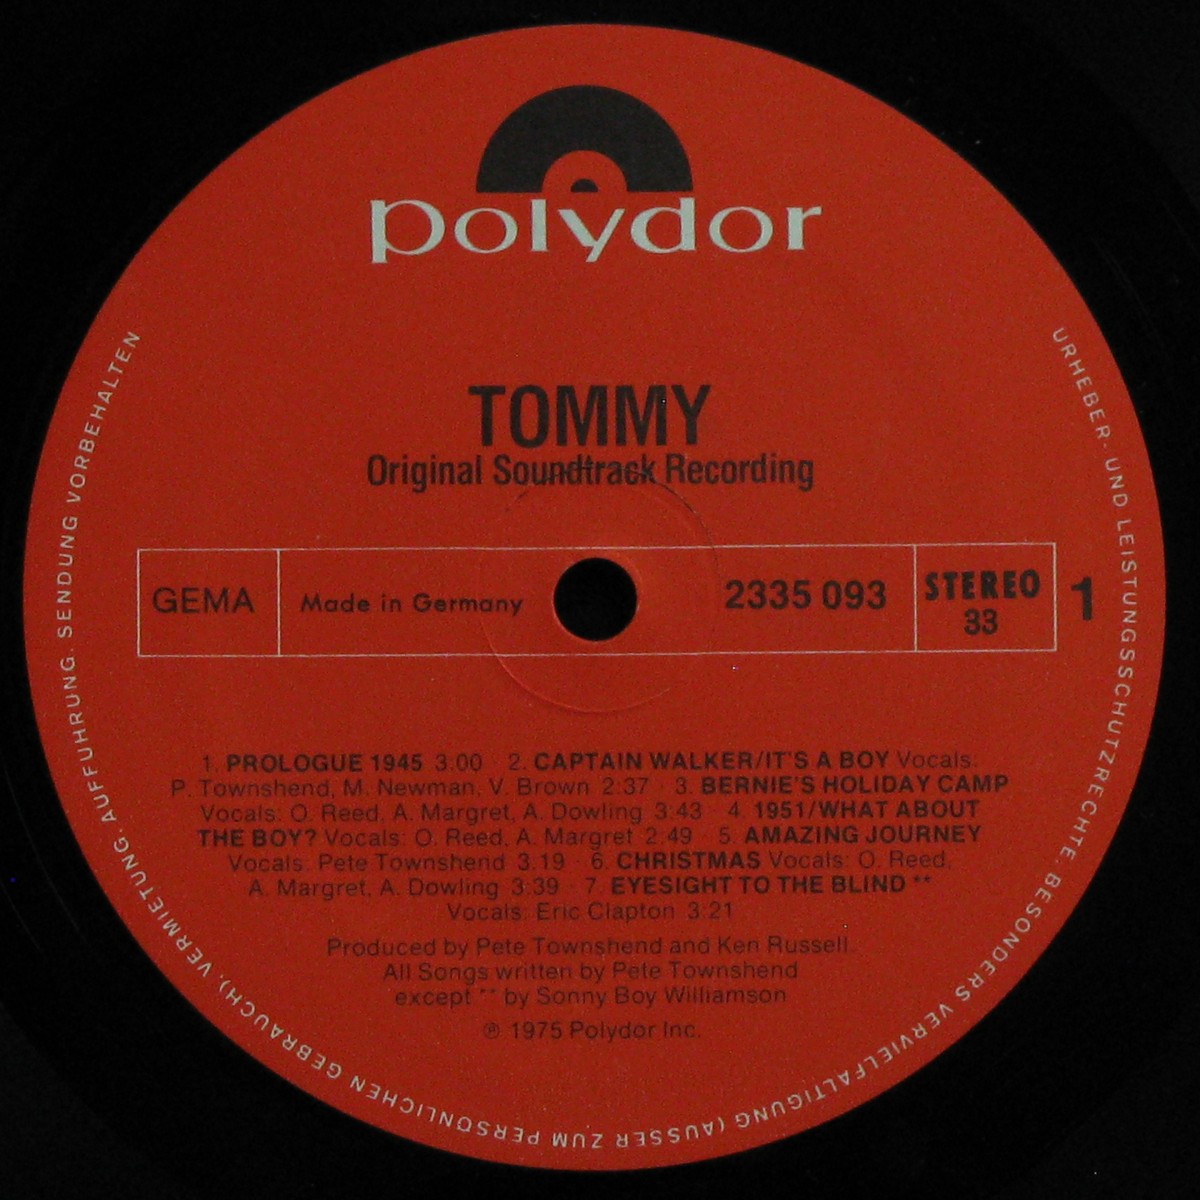 polydor
TOMMY
Original Soundtrack Recording
GEMA
Made in Germany
2335 093
STEREO
33
1
1. PROLOGUE 1945 3:00 · 2. CAPTAIN WALKER/IT'S A BOY Vocals:
P. Townshend, M. Newman, V. Brown 2:37 · 3. BERNIE'S HOLIDAY CAMP
Vocals: O. Reed, A. Margret, A. Dowling 3:43 · 4. 1951/WHAT ABOUT
THE BOY? Vocals: O. Reed, A. Margret 2:49 · 5. AMAZING JOURNEY
Vocals: Pete Townshend 3:19 · 6. CHRISTMAS Vocals: O. Reed,
A. Margret, A. Dowling 3:39 · 7. EYESIGHT TO THE BLIND **
Vocals: Eric Clapton 3:21
Produced by Pete Townshend and Ken Russell.
All Songs written by Pete Townshend
except ** by Sonny Boy Williamson
℗ 1975 Polydor Inc.
URHEBER- UND LEISTUNGSSCHUTZRECHTE, BESONDERS VERVIELFÄLTIGUNG (AUSSER ZUM PERSÖNLICHEN GEBRAUCH), VERMIETUNG, AUFFÜHRUNG, SENDUNG VORBEHALTEN